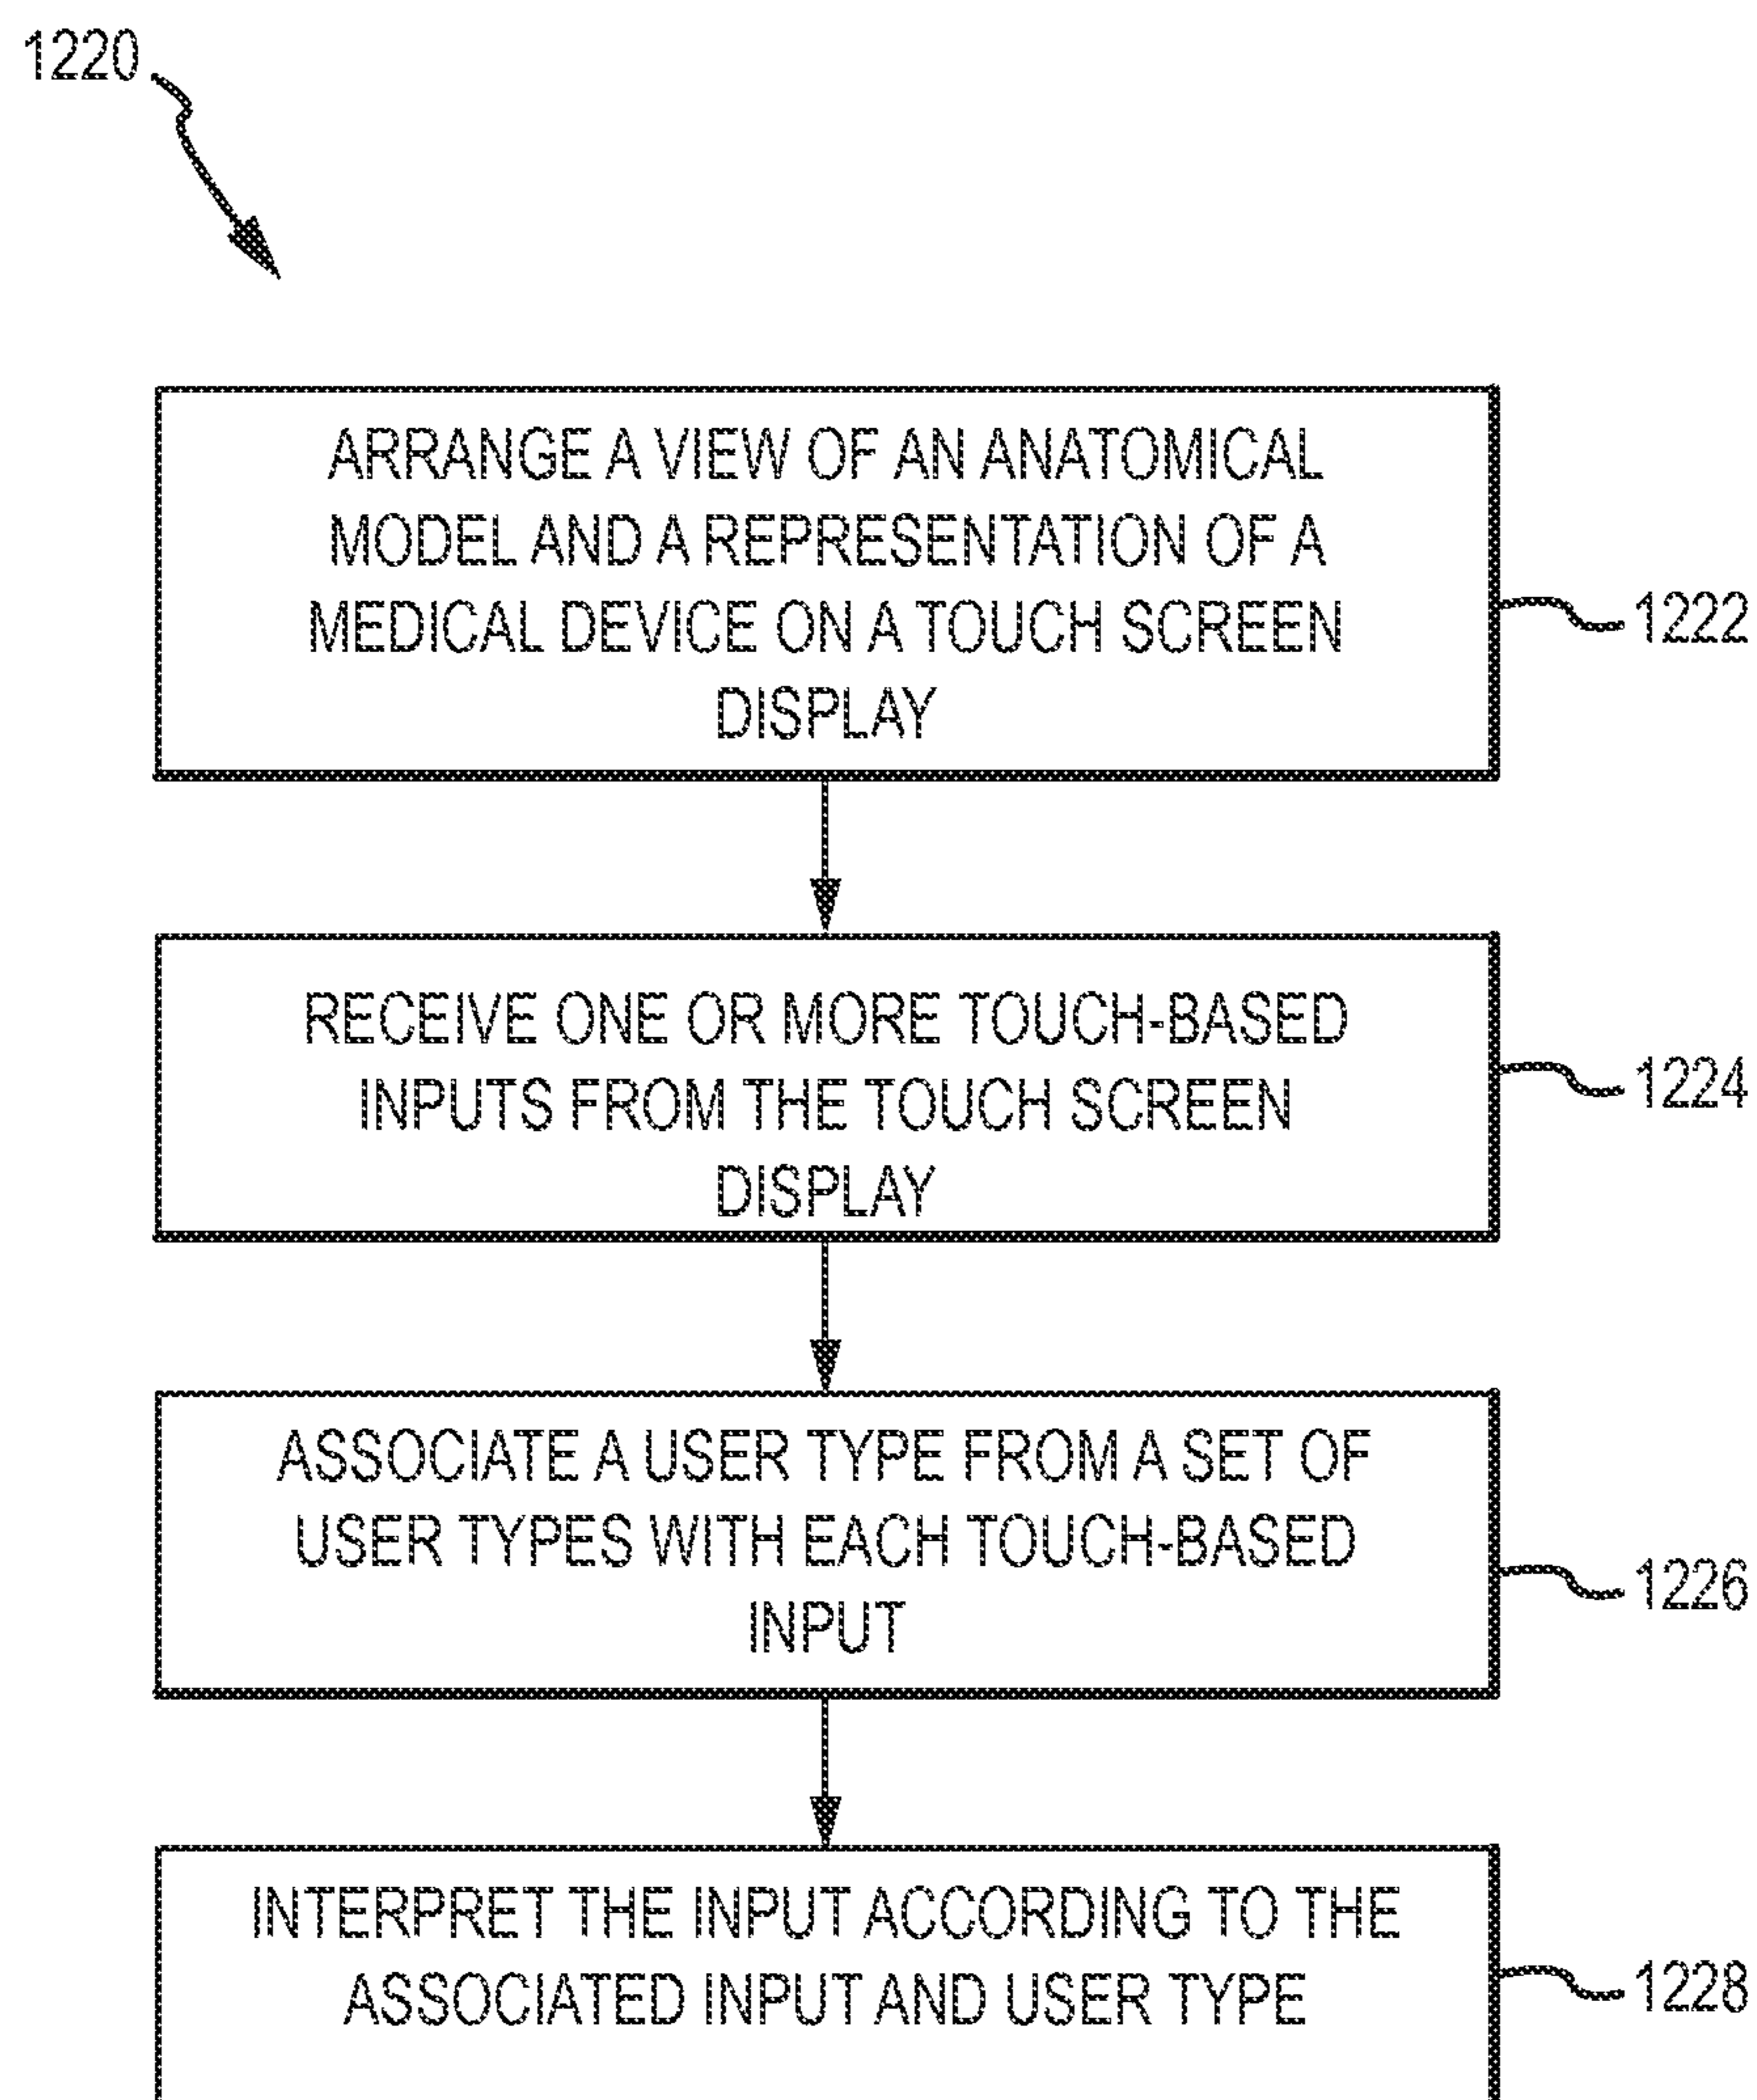 1220
ARRANGE A VIEW OF AN ANATOMICAL
MODEL AND A REPRESENTATION OF A
MEDICAL DEVICE ON A TOUCH SCREEN
DISPLAY
1222
RECEIVE ONE OR MORE TOUCH-BASED
INPUTS FROM THE TOUCH SCREEN
DISPLAY
1224
ASSOCIATE A USER TYPE FROM A SET OF
USER TYPES WITH EACH TOUCH-BASED
INPUT
1226
INTERPRET THE INPUT ACCORDING TO THE
ASSOCIATED INPUT AND USER TYPE
1228